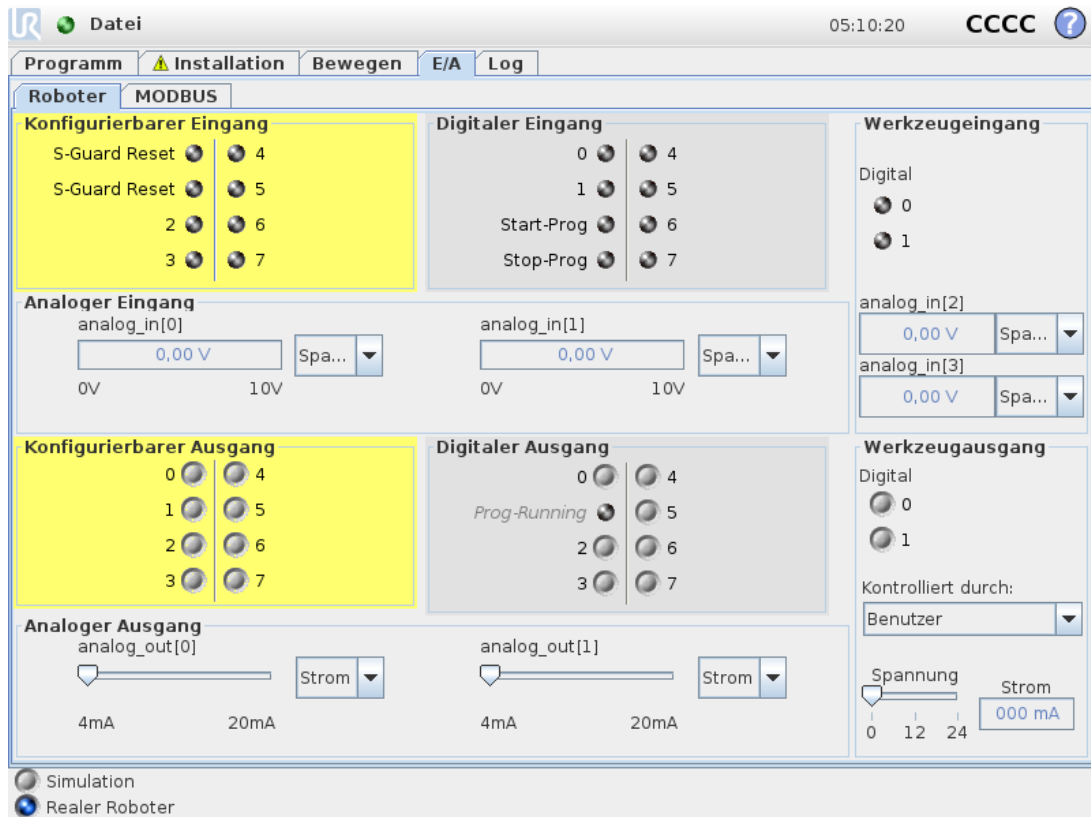 UR Datei 05:10:20 CCCC ?
Programm Installation Bewegen E/A Log
Roboter MODBUS
Konfigurierbarer Eingang
S-Guard Reset 4
S-Guard Reset 5
2 6
3 7
Digitaler Eingang
0 4
1 5
Start-Prog 6
Stop-Prog 7
Werkzeugeingang
Digital
0
1
analog_in[2]
0,00 V Spa...
analog_in[3]
0,00 V Spa...
Analoger Eingang
analog_in[0] analog_in[1]
0,00 V Spa... 0,00 V Spa...
0V 10V 0V 10V
Konfigurierbarer Ausgang
0 4
1 5
2 6
3 7
Digitaler Ausgang
0 4
Prog-Running 5
2 6
3 7
Werkzeugausgang
Digital
0
1
Kontrolliert durch:
Benutzer
Spannung Strom
000 mA
0 12 24
Analoger Ausgang
analog_out[0] analog_out[1]
Strom Strom
4mA 20mA 4mA 20mA
Simulation
Realer Roboter